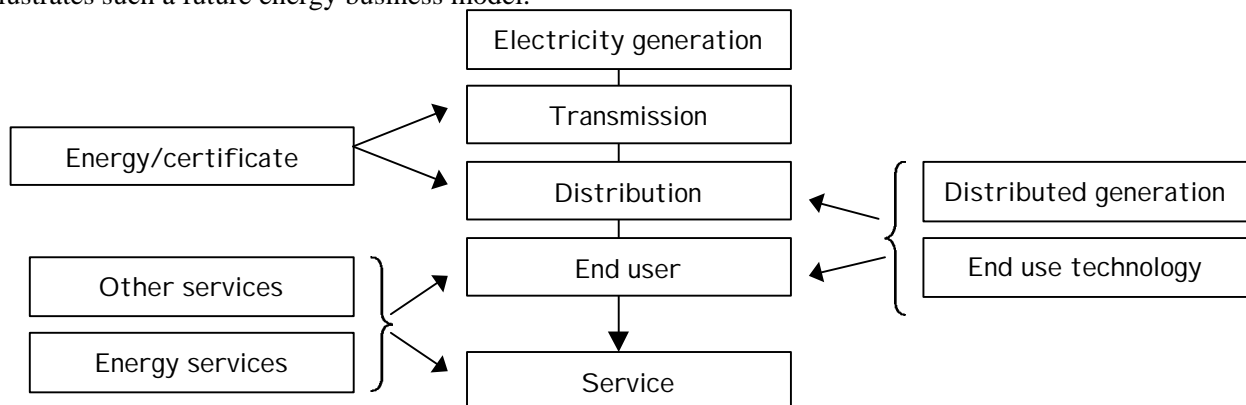 such a future energy business model.
Electricity generation
Transmission
Energy/certificate
Distribution
Distributed generation
End user
End use technology
Other services
Energy services
Service